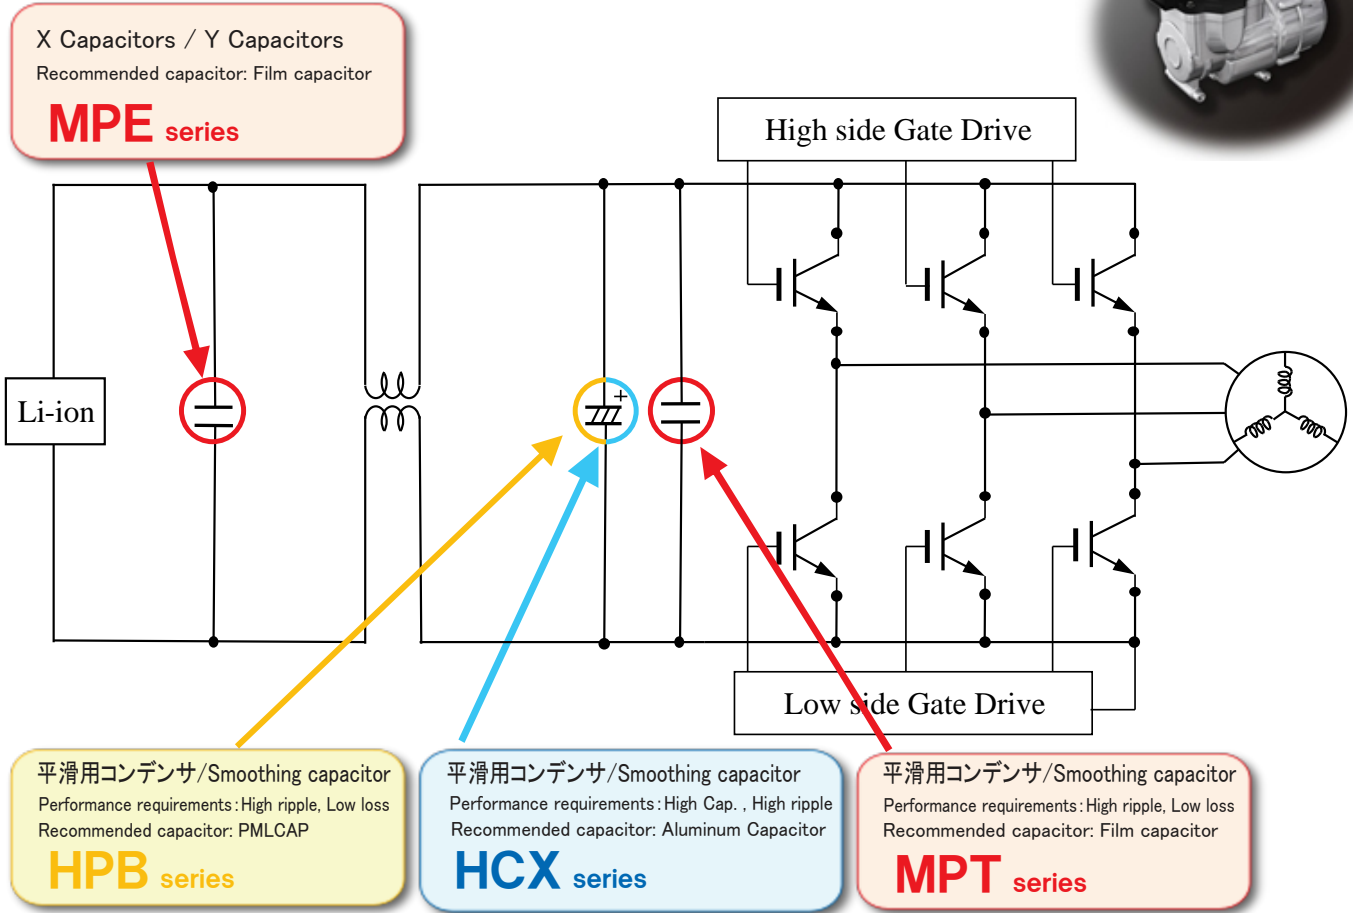 X Capacitors / Y Capacitors
Recommended capacitor: Film capacitor
MPE series
High side Gate Drive
Li-ion
+
Low side Gate Drive
平滑用コンデンサ/Smoothing capacitor
Performance requirements:High ripple, Low loss
Recommended capacitor: PMLCAP
HPB series
平滑用コンデンサ/Smoothing capacitor
Performance requirements:High Cap. , High ripple
Recommended capacitor: Aluminum Capacitor
HCX series
平滑用コンデンサ/Smoothing capacitor
Performance requirements:High ripple, Low loss
Recommended capacitor: Film capacitor
MPT series